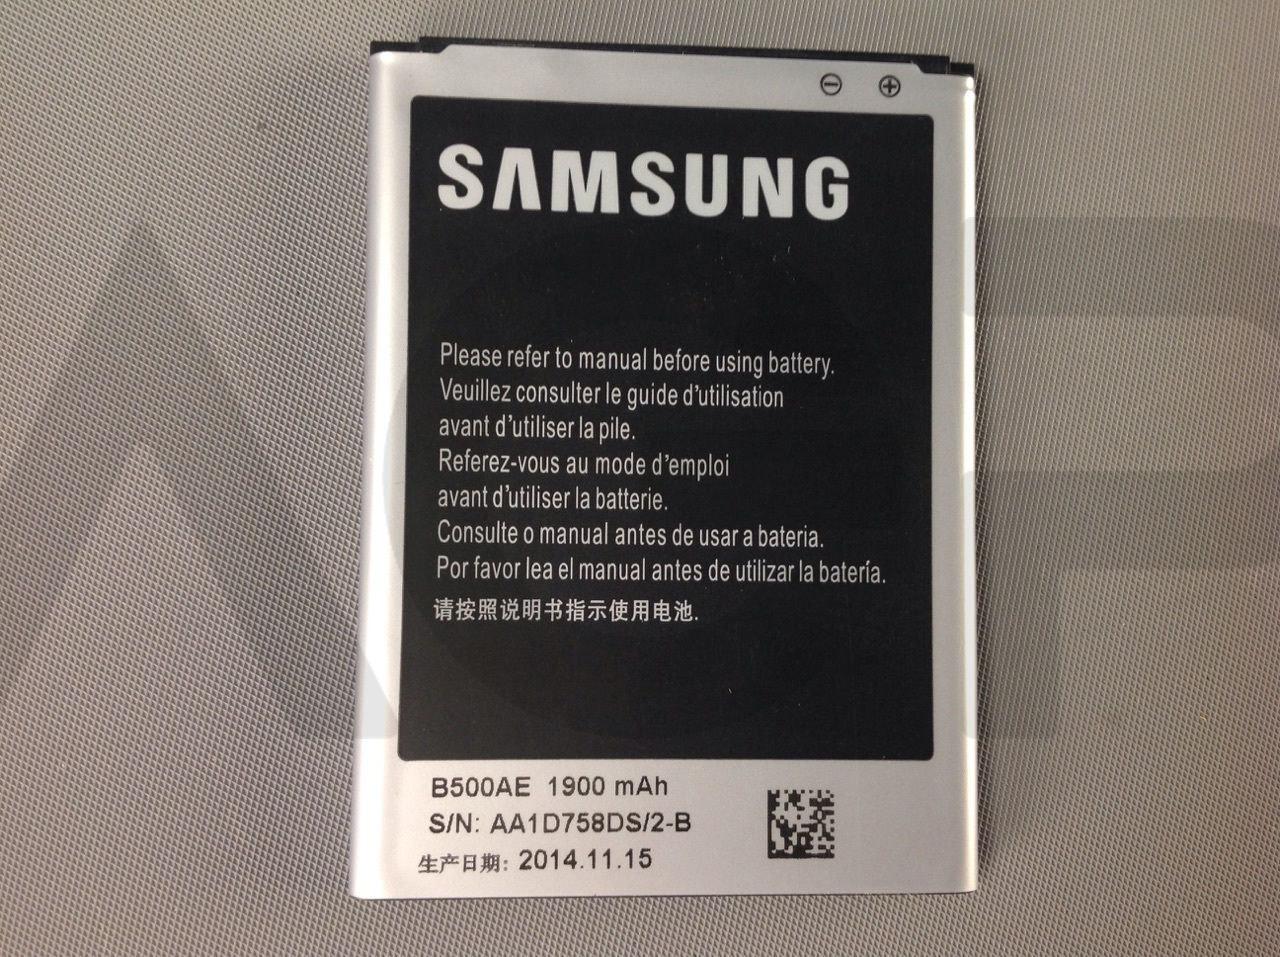 SAMSUNG
Please refer to manual before using battery.
Veuillez consulter le guide d'utilisation
avant d'utiliser la pile.
Referez-vous au mode d'emploi
avant d'utiliser la batterie.
Consulte o manual antes de usar a bateria.
Por favor lea el manual antes de utilizar la batería.
请按照说明书指示使用电池.
B500AE 1900 mAh
S/N: AA1D758DS/2-B
生产日期: 2014.11.15